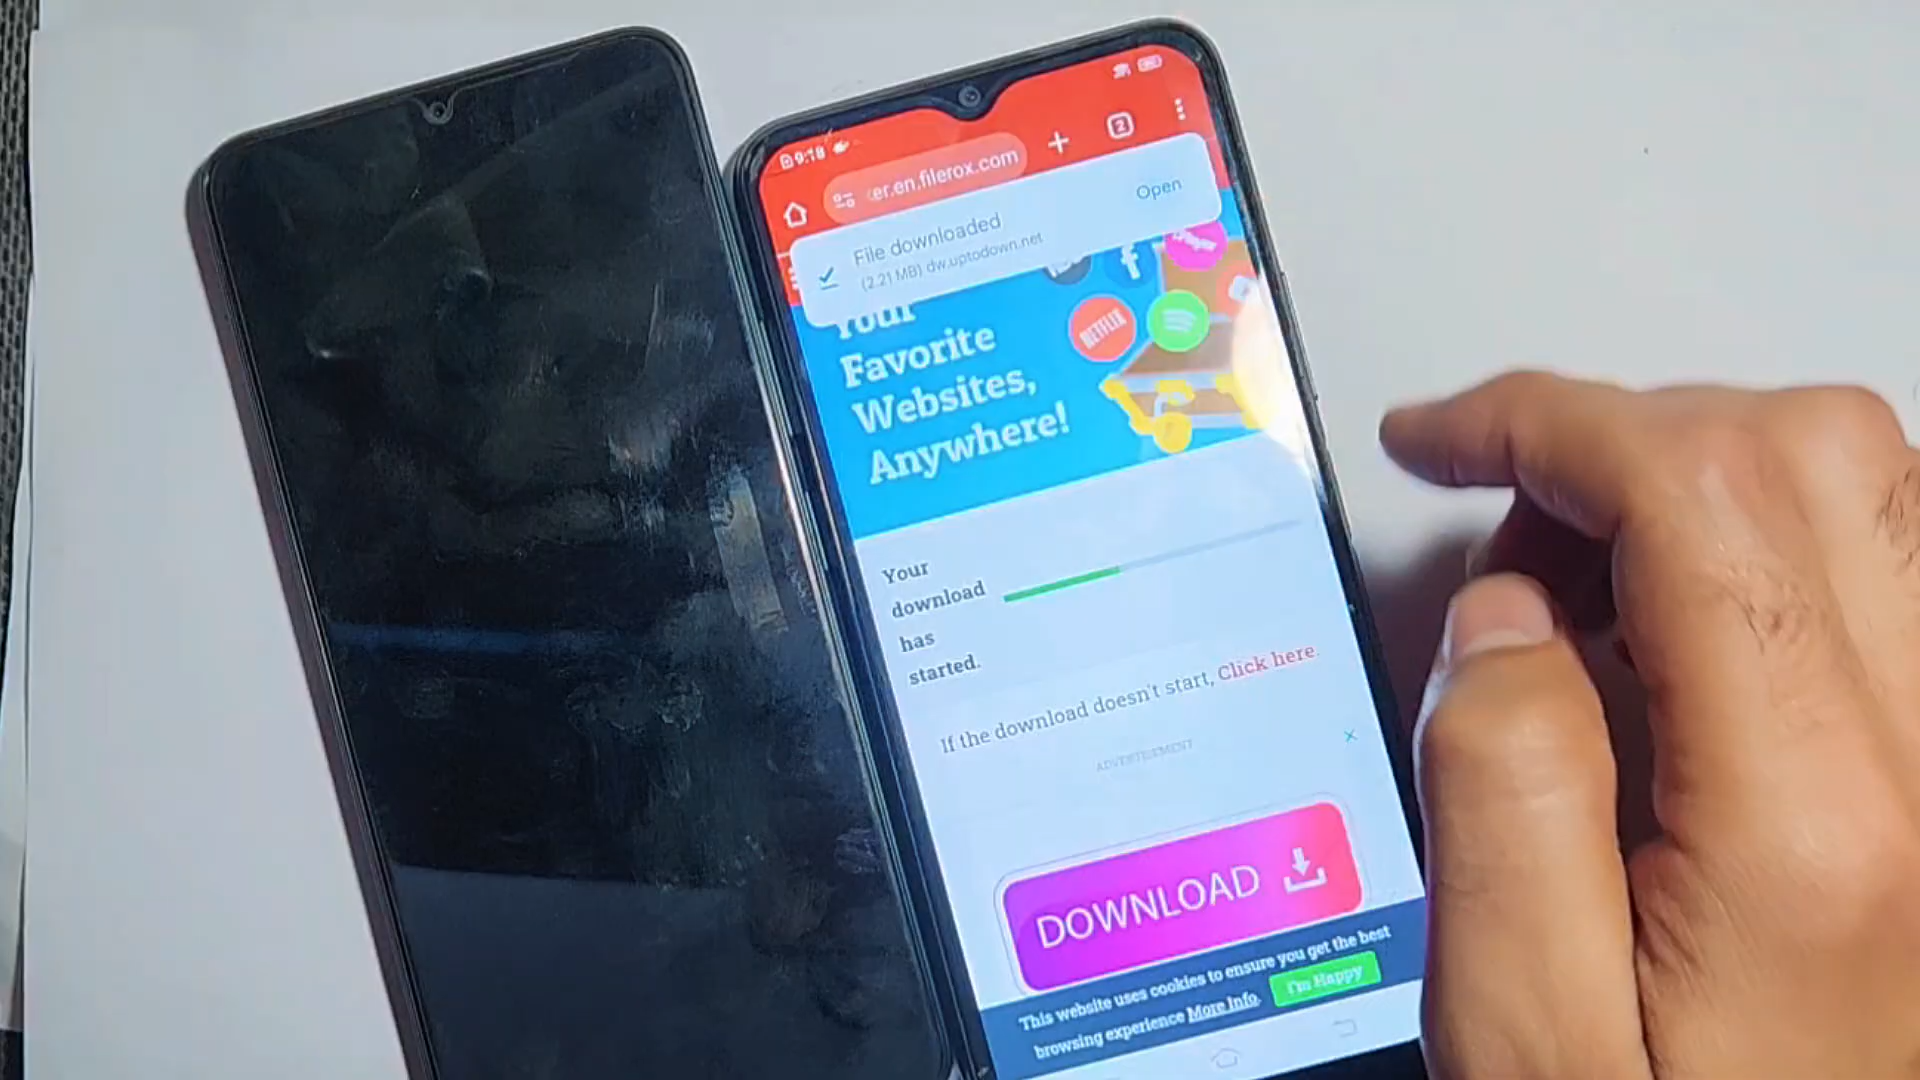 9:18
er.en.filerox.com
2
File downloaded
(2.21 MB) dw.uptodown.net
Open
Your
Favorite
Websites,
Anywhere!
NETFLIX
Your
download
has
started.
If the download doesn't start, Click here.
ADVERTISEMENT
DOWNLOAD
This website uses cookies to ensure you get the best
browsing experience More Info.
I'm Happy